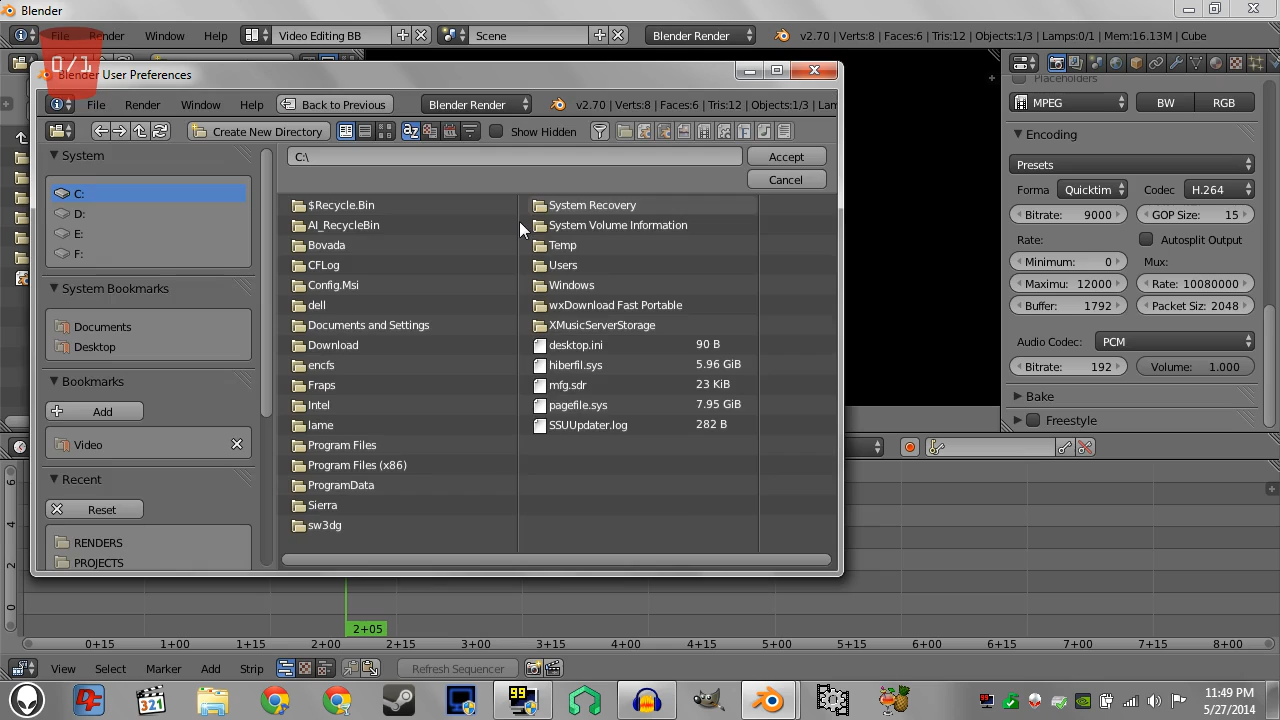 Blender
File Render Window Help Video Editing BB Scene Blender Render v2.70 | Verts:8 | Faces:6 | Tris:12 | Objects:1/3 | Lamps:0/1 | Mem:16.13M | Cube
0/1
Blender User Preferences
File Render Window Help Back to Previous Blender Render v2.70 | Verts:8 | Faces:6 | Tris:12 | Objects:1/3 | Lam
Create New Directory Show Hidden
System
C:\ Accept
Cancel
C:
D:
E:
F:
System Bookmarks
Documents
Desktop
Bookmarks
Add
Video
Recent
Reset
RENDERS
PROJECTS
$Recycle.Bin
AI_RecycleBin
Bovada
CFLog
Config.Msi
dell
Documents and Settings
Download
encfs
Fraps
Intel
lame
Program Files
Program Files (x86)
ProgramData
Sierra
sw3dg
System Recovery
System Volume Information
Temp
Users
Windows
wxDownload Fast Portable
XMusicServerStorage
desktop.ini 90 B
hiberfil.sys 5.96 GiB
mfg.sdr 23 KiB
pagefile.sys 7.95 GiB
SSUUpdater.log 282 B
Placeholders
MPEG BW RGB
Encoding
Presets
Forma Quicktim Codec H.264
Bitrate: 9000 GOP Size: 15
Rate: Autosplit Output
Minimum: 0 Mux:
Maximu: 12000 Rate: 10080000
Buffer: 1792 Packet Size: 2048
Audio Codec: PCM
Bitrate: 192 Volume: 1.000
Bake
Freestyle
6
4
2
0
2+05
0+15 1+00 1+15 2+00 2+15 3+00 3+15 4+00 4+15 5+00 5+15 6+00 6+15 7+00 7+15 8+00
View Select Marker Add Strip Refresh Sequencer
321
99
11:49 PM
5/27/2014